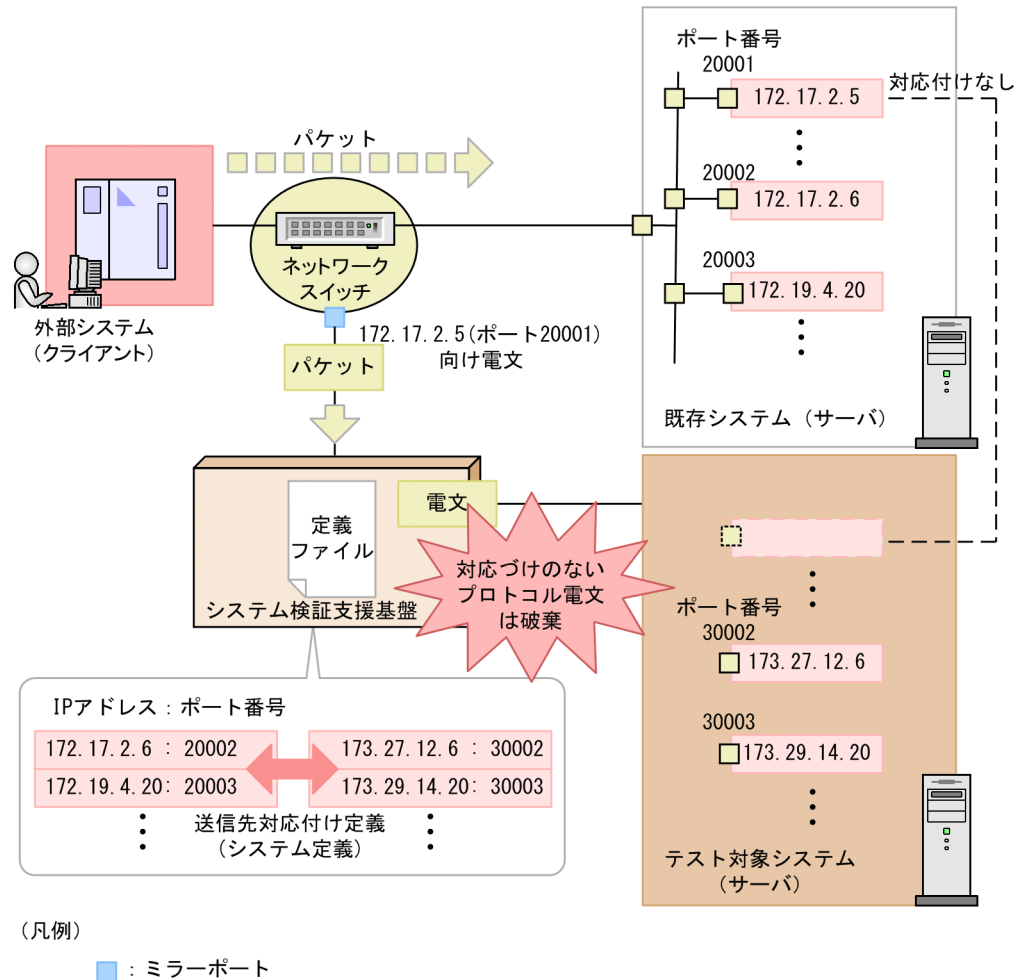 ポート番号
20001
172.17.2.5
対応付けなし
パケット
20002
172.17.2.6
ネットワーク
スイッチ
20003
172.19.4.20
外部システム
(クライアント)
172.17.2.5(ポート20001)
向け電文
パケット
既存システム (サーバ)
電文
定義
ファイル
システム検証支援基盤
対応づけのない
プロトコル電文
は破棄
ポート番号
30002
173.27.12.6
30003
173.29.14.20
テスト対象システム
(サーバ)
IPアドレス:ポート番号
172.17.2.6 : 20002
173.27.12.6 : 30002
172.19.4.20: 20003
173.29.14.20: 30003
送信先対応付け定義
(システム定義)
(凡例)
:ミラーポート